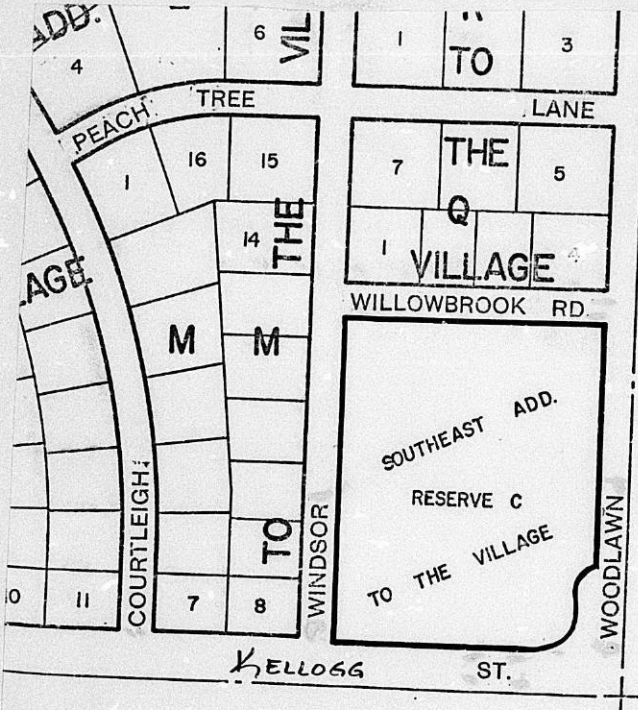 ADD.
4
6
VIL
1
TO
3
PEACH TREE LANE
1
16
15
7
THE
5
14
THE
Q
1
4
VILLAGE
LAGE
WILLOWBROOK RD.
M
M
SOUTHEAST ADD.
RESERVE C
TO THE VILLAGE
COURTLEIGH
TO
WINDSOR
WOODLAWN
10
11
7
8
KELLOGG ST.